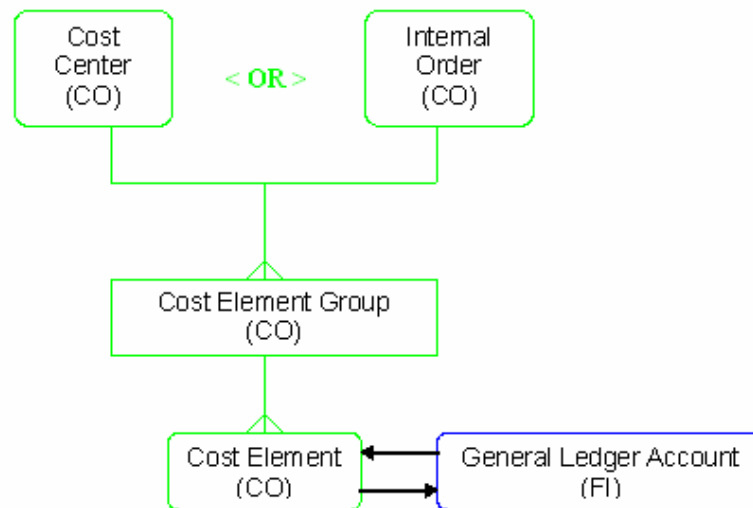 Cost
Center
(CO)
< OR >
Internal
Order
(CO)
Cost Element Group
(CO)
Cost Element
(CO)
General Ledger Account
(FI)